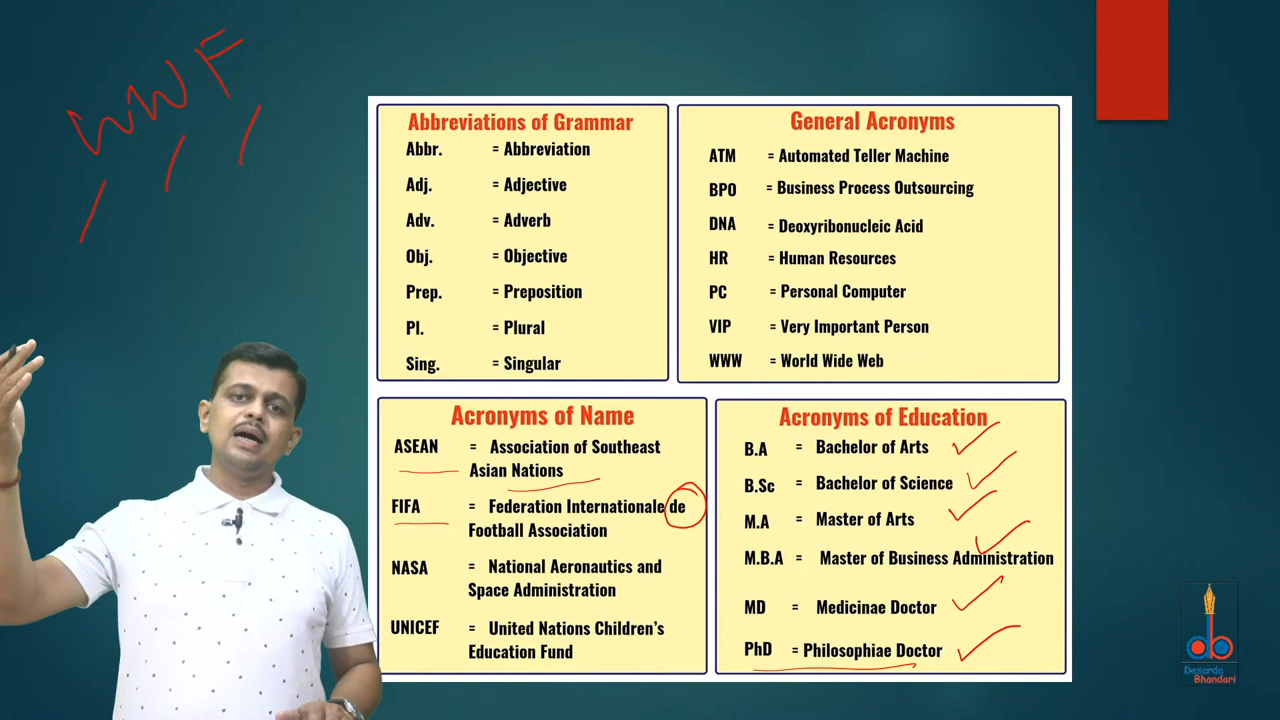 WWF
Abbreviations of Grammar
Abbr. = Abbreviation
Adj. = Adjective
Adv. = Adverb
Obj. = Objective
Prep. = Preposition
Pl. = Plural
Sing. = Singular
General Acronyms
ATM = Automated Teller Machine
BPO = Business Process Outsourcing
DNA = Deoxyribonucleic Acid
HR = Human Resources
PC = Personal Computer
VIP = Very Important Person
WWW = World Wide Web
Acronyms of Name
ASEAN = Association of Southeast
Asian Nations
FIFA = Federation Internationale de
Football Association
NASA = National Aeronautics and
Space Administration
UNICEF = United Nations Children's
Education Fund
Acronyms of Education
B.A = Bachelor of Arts
B.Sc = Bachelor of Science
M.A = Master of Arts
M.B.A = Master of Business Administration
MD = Medicinae Doctor
PhD = Philosophiae Doctor
db
Desarda
Bhandari